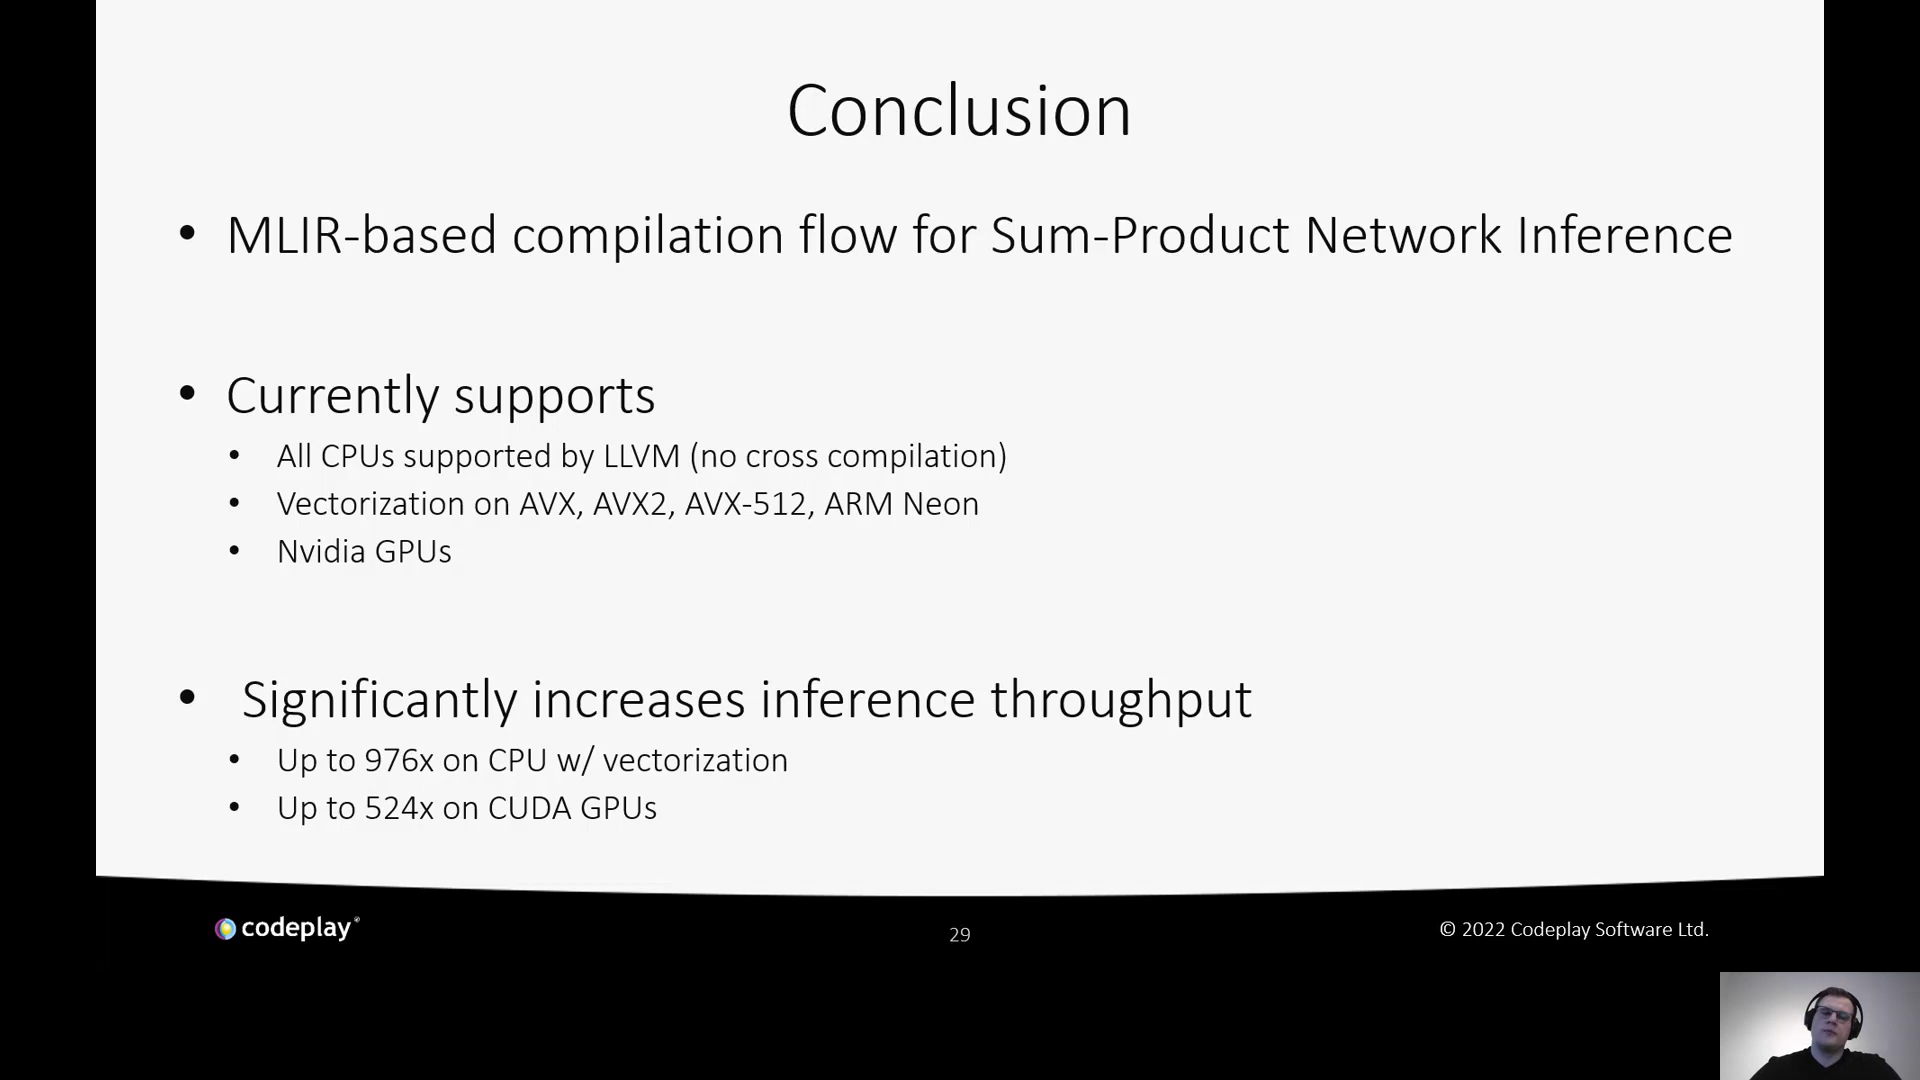 Conclusion
• MLIR-based compilation flow for Sum-Product Network Inference
• Currently supports
• All CPUs supported by LLVM (no cross compilation)
• Vectorization on AVX, AVX2, AVX-512, ARM Neon
• Nvidia GPUs
• Significantly increases inference throughput
• Up to 976x on CPU w/ vectorization
• Up to 524x on CUDA GPUs
codeplay®
29
© 2022 Codeplay Software Ltd.